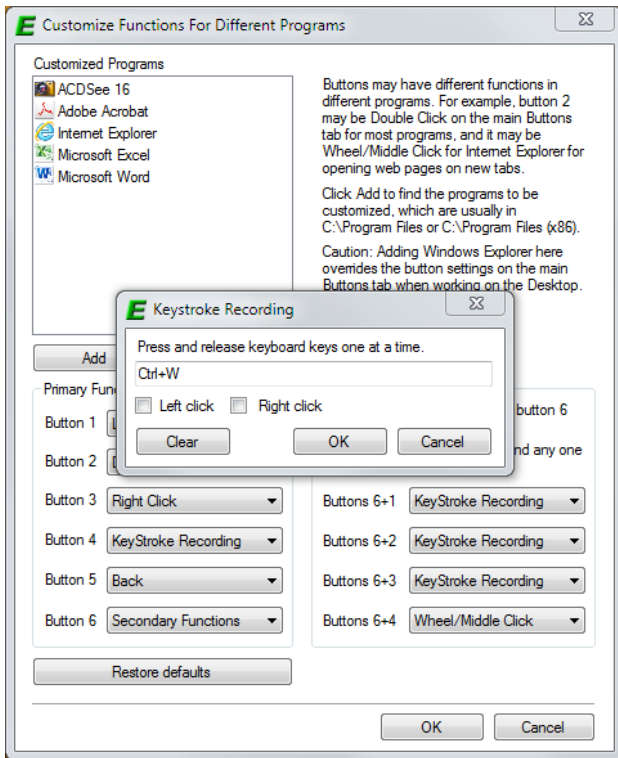 Customize Functions For Different Programs
Customized Programs
ACDSee 16
Adobe Acrobat
Internet Explorer
Microsoft Excel
Microsoft Word
Buttons may have different functions in
different programs. For example, button 2
may be Double Click on the main Buttons
tab for most programs, and it may be
Wheel/Middle Click for Internet Explorer for
opening web pages on new tabs.
Click Add to find the programs to be
customized, which are usually in
C:\Program Files or C:\Program Files (x86).
Caution: Adding Windows Explorer here
overrides the button settings on the main
Buttons tab when working on the Desktop.
Keystroke Recording
Press and release keyboard keys one at a time.
Ctrl+W
Left click Right click
Clear OK Cancel
Add
Primary
button 6
Button 1
and any one
Button 2
Button 3 Right Click
Buttons 6+1 KeyStroke Recording
Button 4 KeyStroke Recording
Buttons 6+2 KeyStroke Recording
Button 5 Back
Buttons 6+3 KeyStroke Recording
Button 6 Secondary Functions
Buttons 6+4 Wheel/Middle Click
Restore defaults
OK Cancel